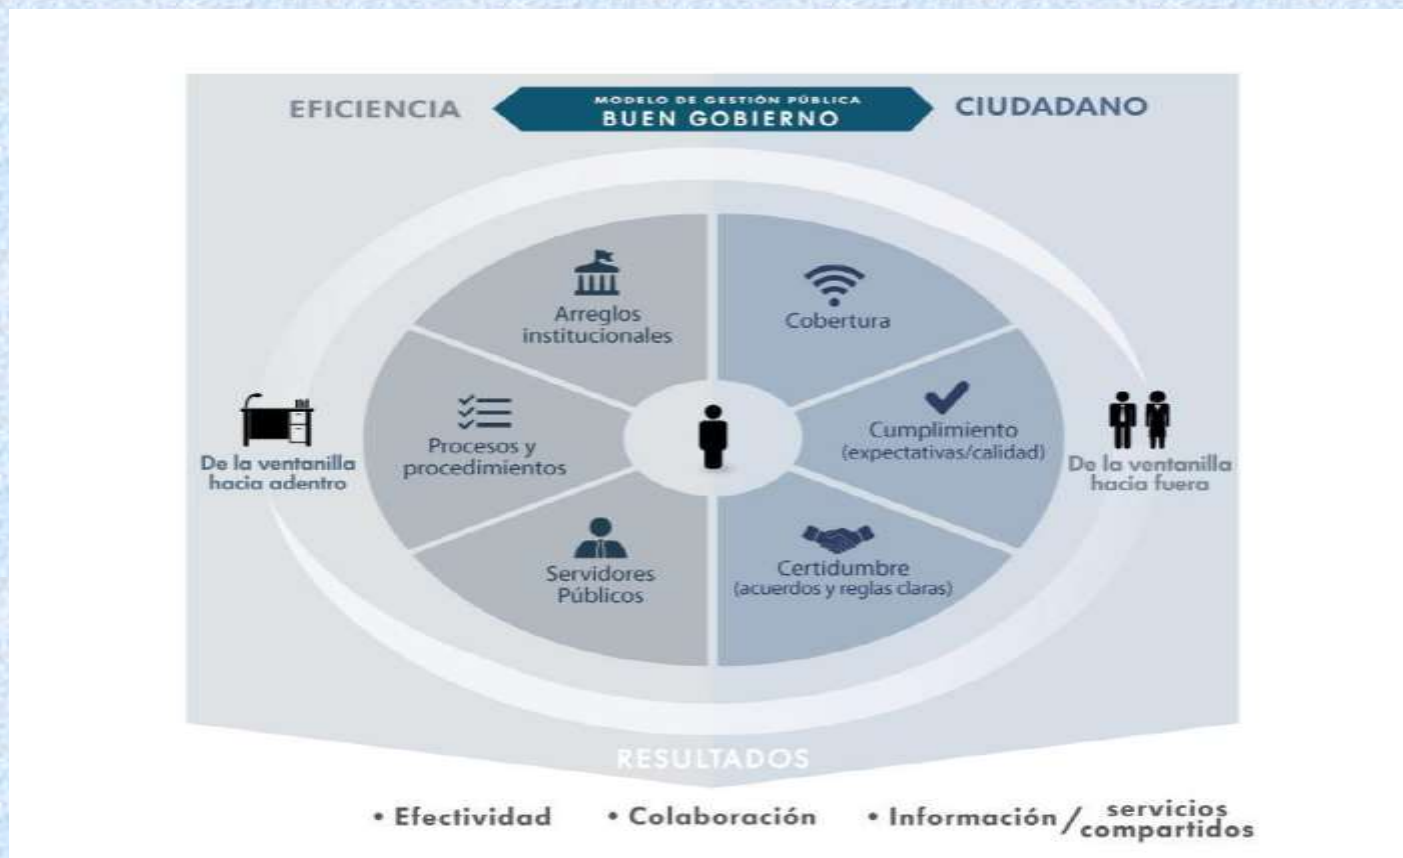 EFICIENCIA
MODELO DE GESTIÓN PÚBLICA
BUEN GOBIERNO
CIUDADANO
Arreglos
institucionales
Cobertura
Procesos y
procedimientos
Cumplimiento
(expectativas/calidad)
De la ventanilla
hacia adentro
De la ventanilla
hacia fuera
Servidores
Públicos
Certidumbre
(acuerdos y reglas claras)
RESULTADOS
• Efectividad
• Colaboración
• Información/servicios
compartidos